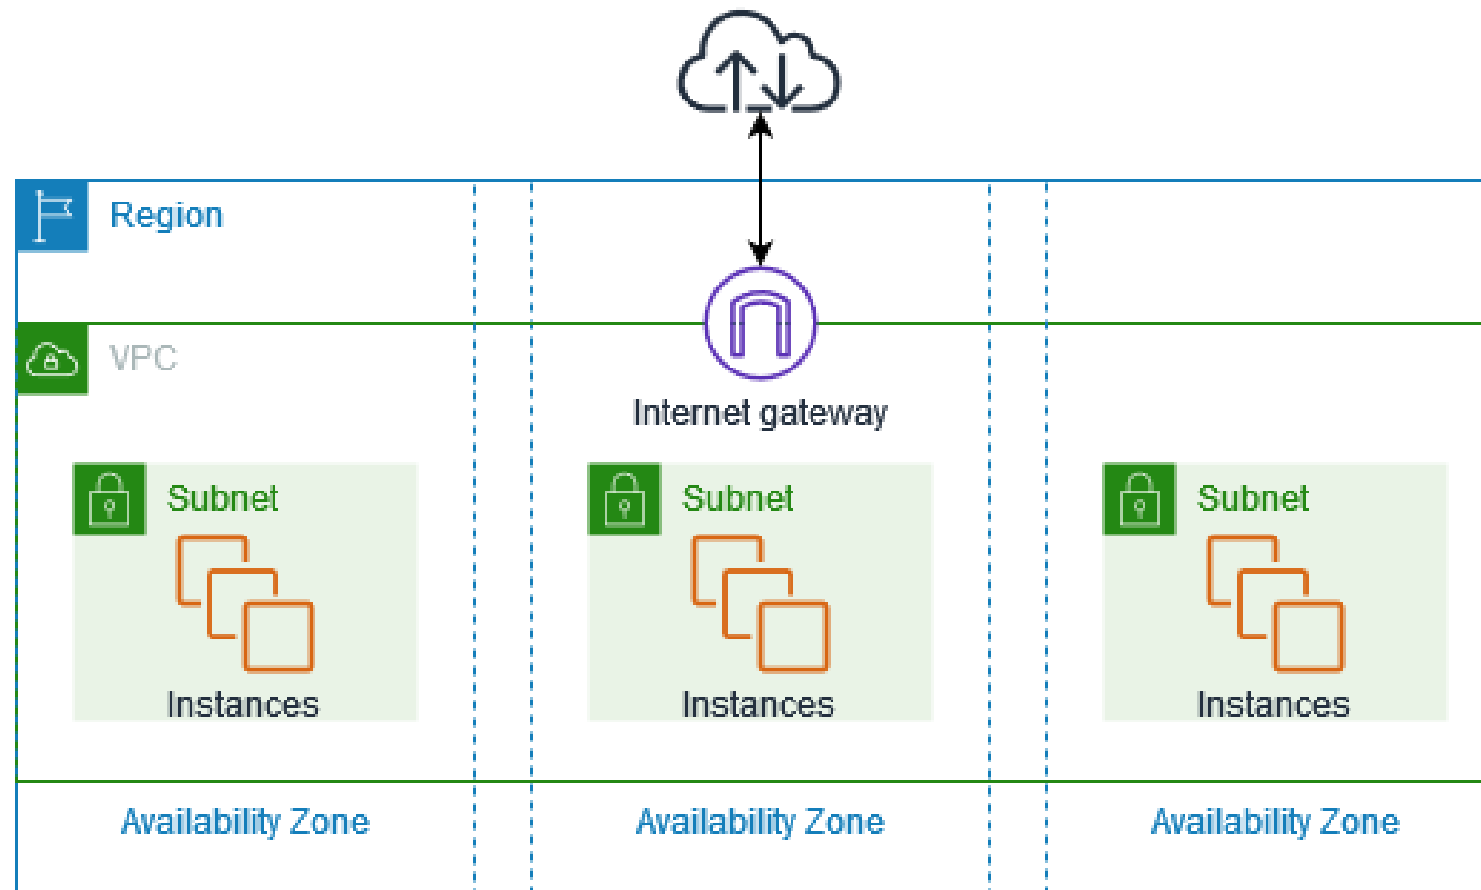 Region
VPC
Internet gateway
Subnet
Subnet
Subnet
Instances
Instances
Instances
Availability Zone
Availability Zone
Availability Zone